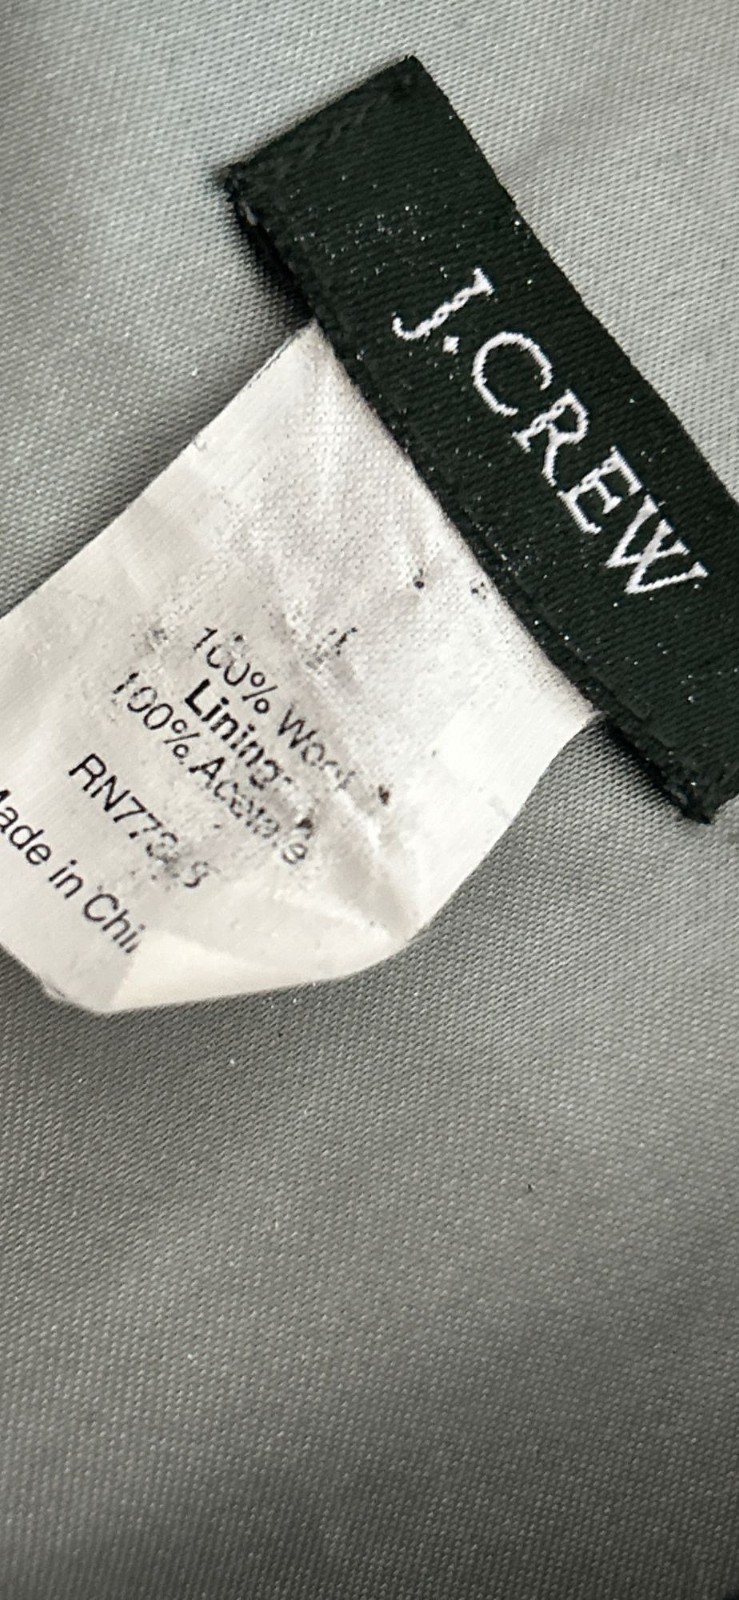 J.CREW
100% Wool
Lining:
100% Acetate
Made in Chi